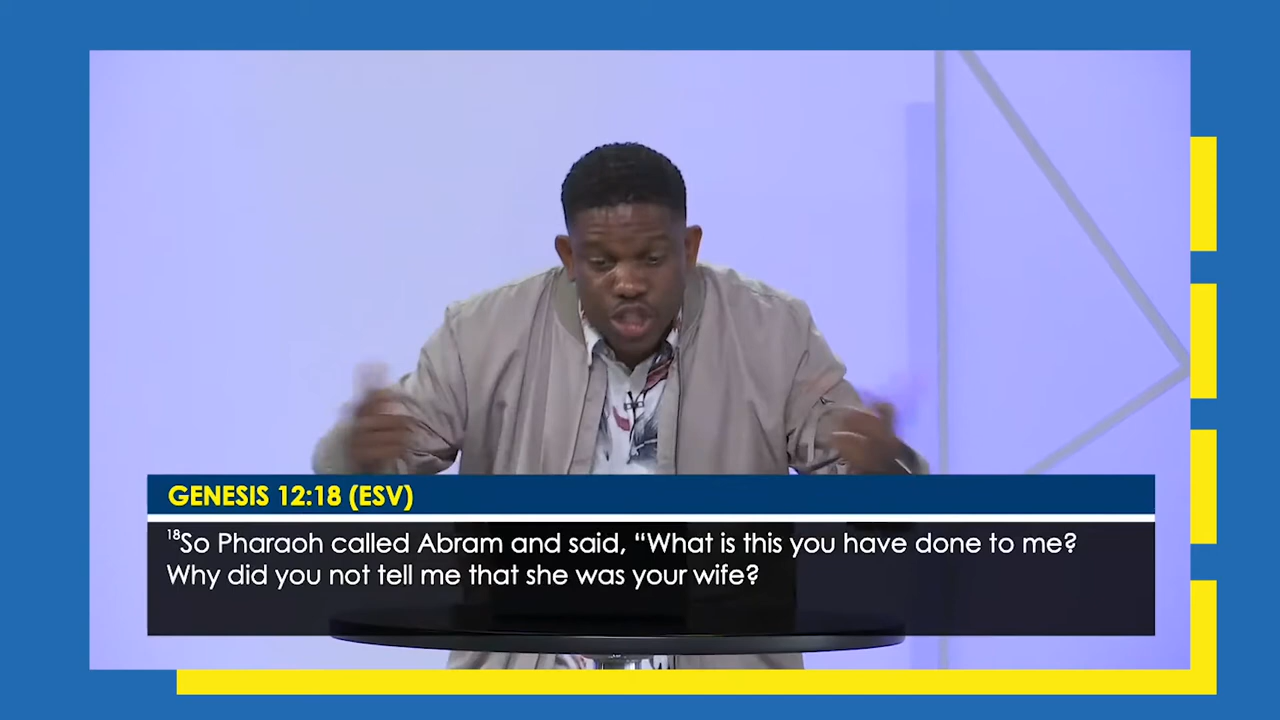 GENESIS 12:18 (ESV)
18So Pharaoh called Abram and said, “What is this you have done to me?
Why did you not tell me that she was your wife?